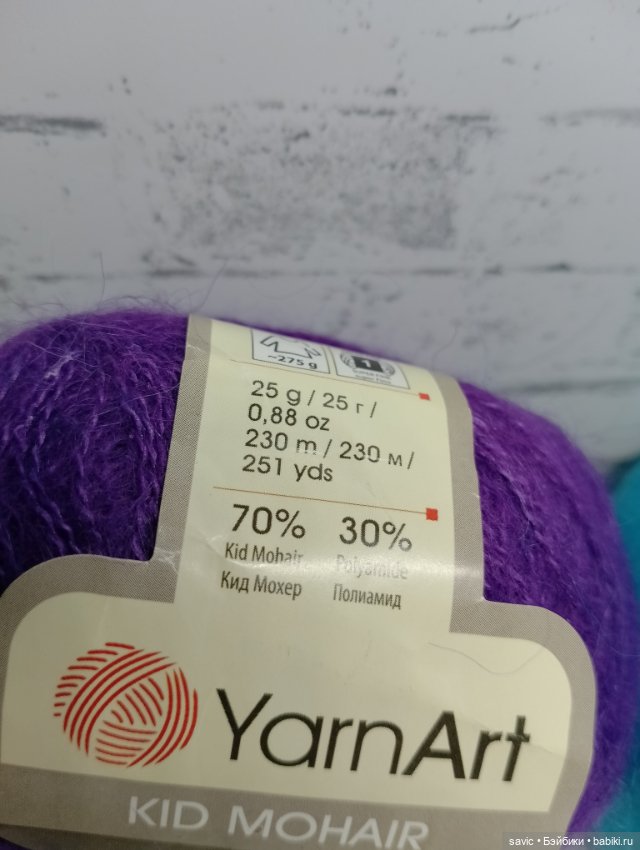 ~275 g
1
25 g / 25 г /
0,88 oz
230 m / 230 м /
251 yds
70% 30%
Kid Mohair Polyamide
Кид Мохер Полиамид
YarnArt
KID MOHAIR
savic • Бэйбики • babiki.ru